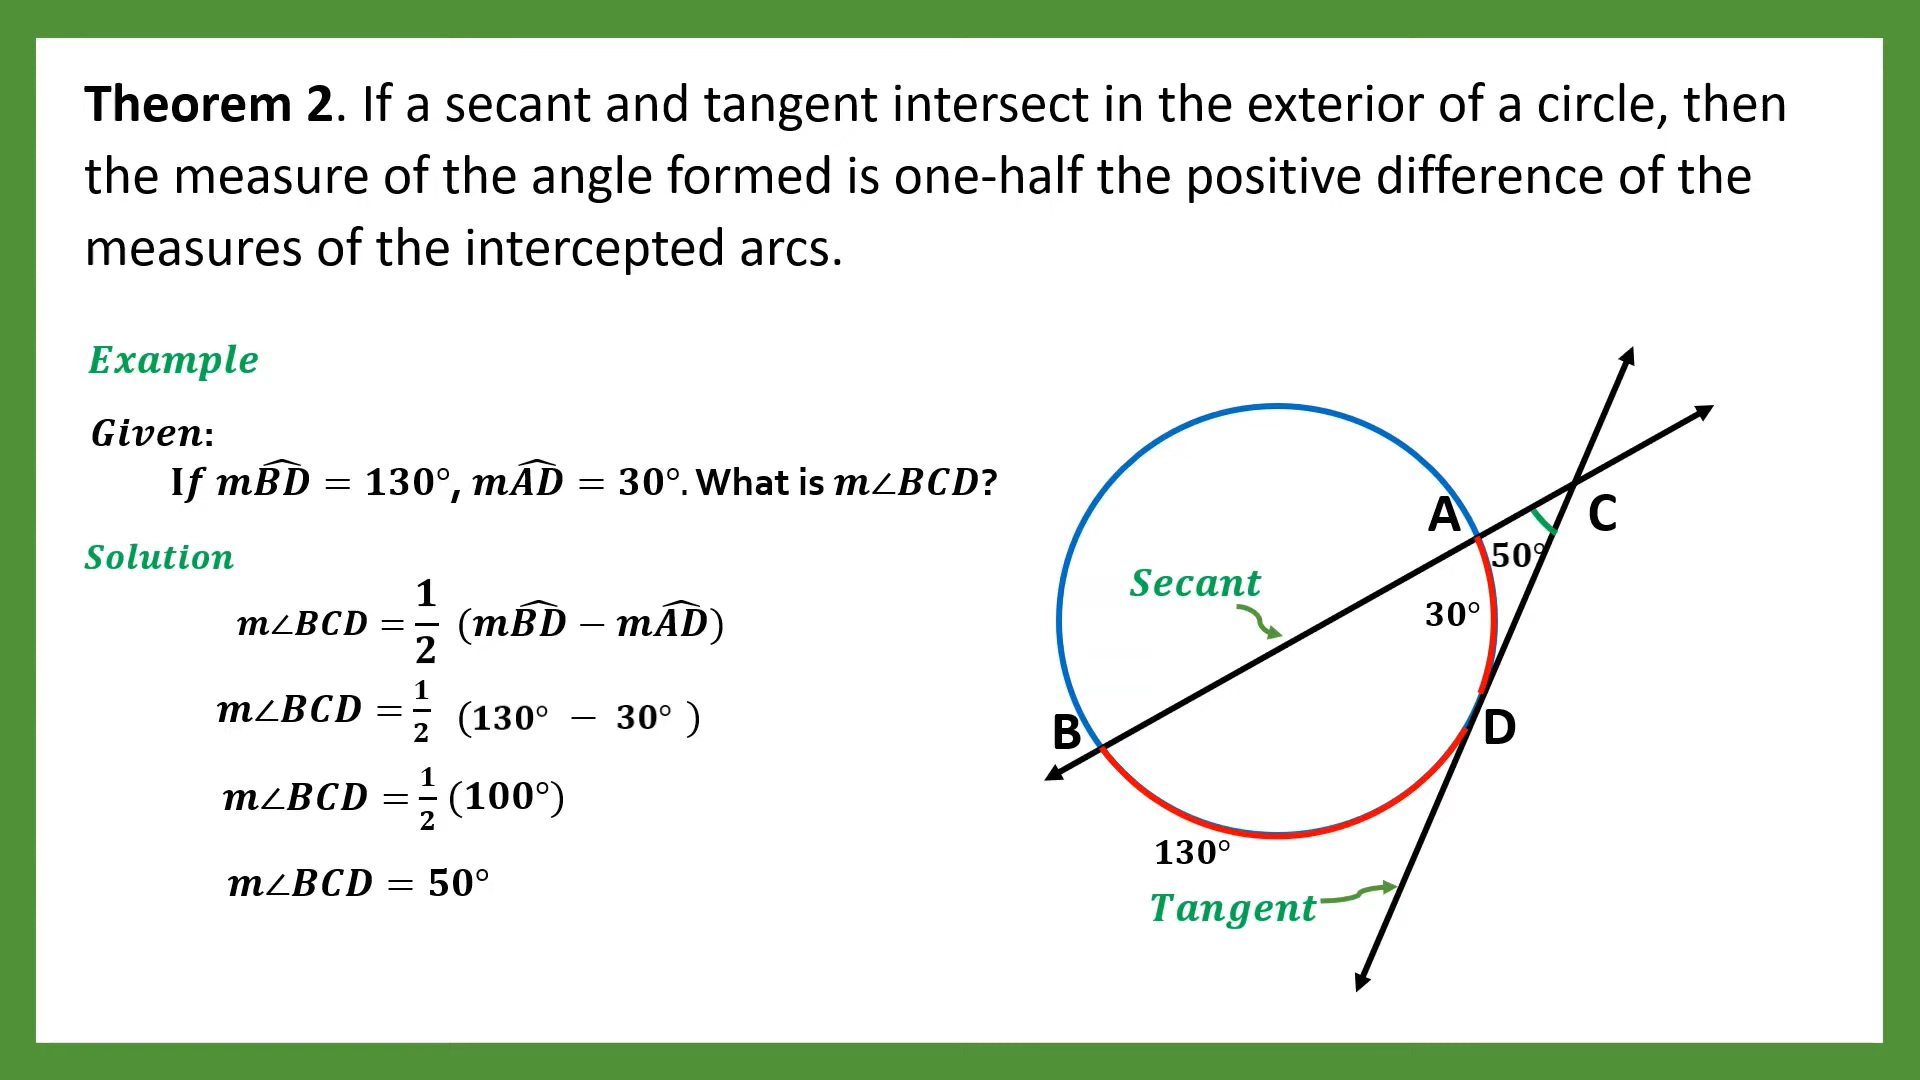 Theorem 2. If a secant and tangent intersect in the exterior of a circle, then
the measure of the angle formed is one-half the positive difference of the
measures of the intercepted arcs.
Example
Given:
If m\widehat{BD} = 130°, m\widehat{AD} = 30°. What is m∠BCD?
Solution
m∠BCD = \frac{1}{2} (m\widehat{BD} − m\widehat{AD})
m∠BCD = \frac{1}{2} (130° − 30° )
m∠BCD = \frac{1}{2} (100°)
m∠BCD = 50°
A
C
50°
Secant
30°
B
D
130°
Tangent